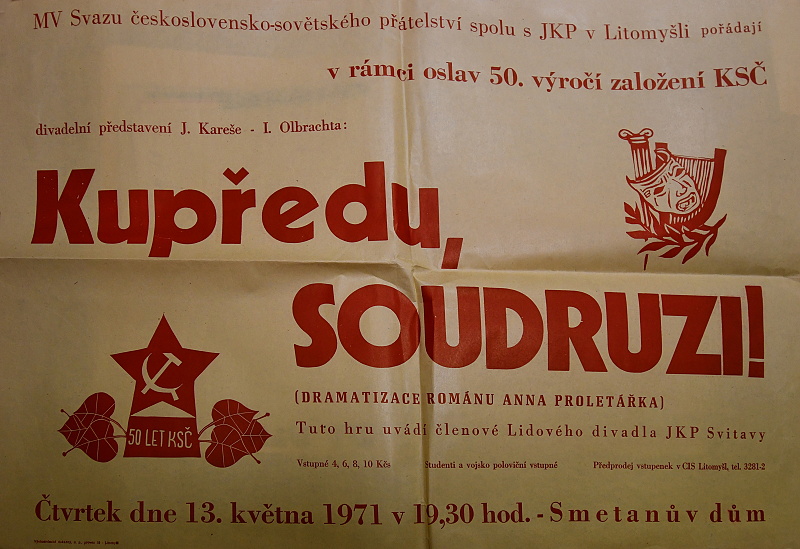 MV Svazu československo-sovětského přátelství spolu s JKP v Litomyšli pořádají
v rámci oslav 50. výročí založení KSČ
divadelní představení J. Kareše - I. Olbrachta:
Kupředu,
SOUDRUZI!
(DRAMATIZACE ROMÁNU ANNA PROLETÁŘKA)
50 LET KSČ
Tuto hru uvádí členové Lidového divadla JKP Svitavy
Vstupné 4, 6, 8, 10 Kčs Studenti a vojsko poloviční vstupné Předprodej vstupenek v CIS Litomyšl, tel. 3281-2
Čtvrtek dne 13. května 1971 v 19,30 hod. - Smetanův dům